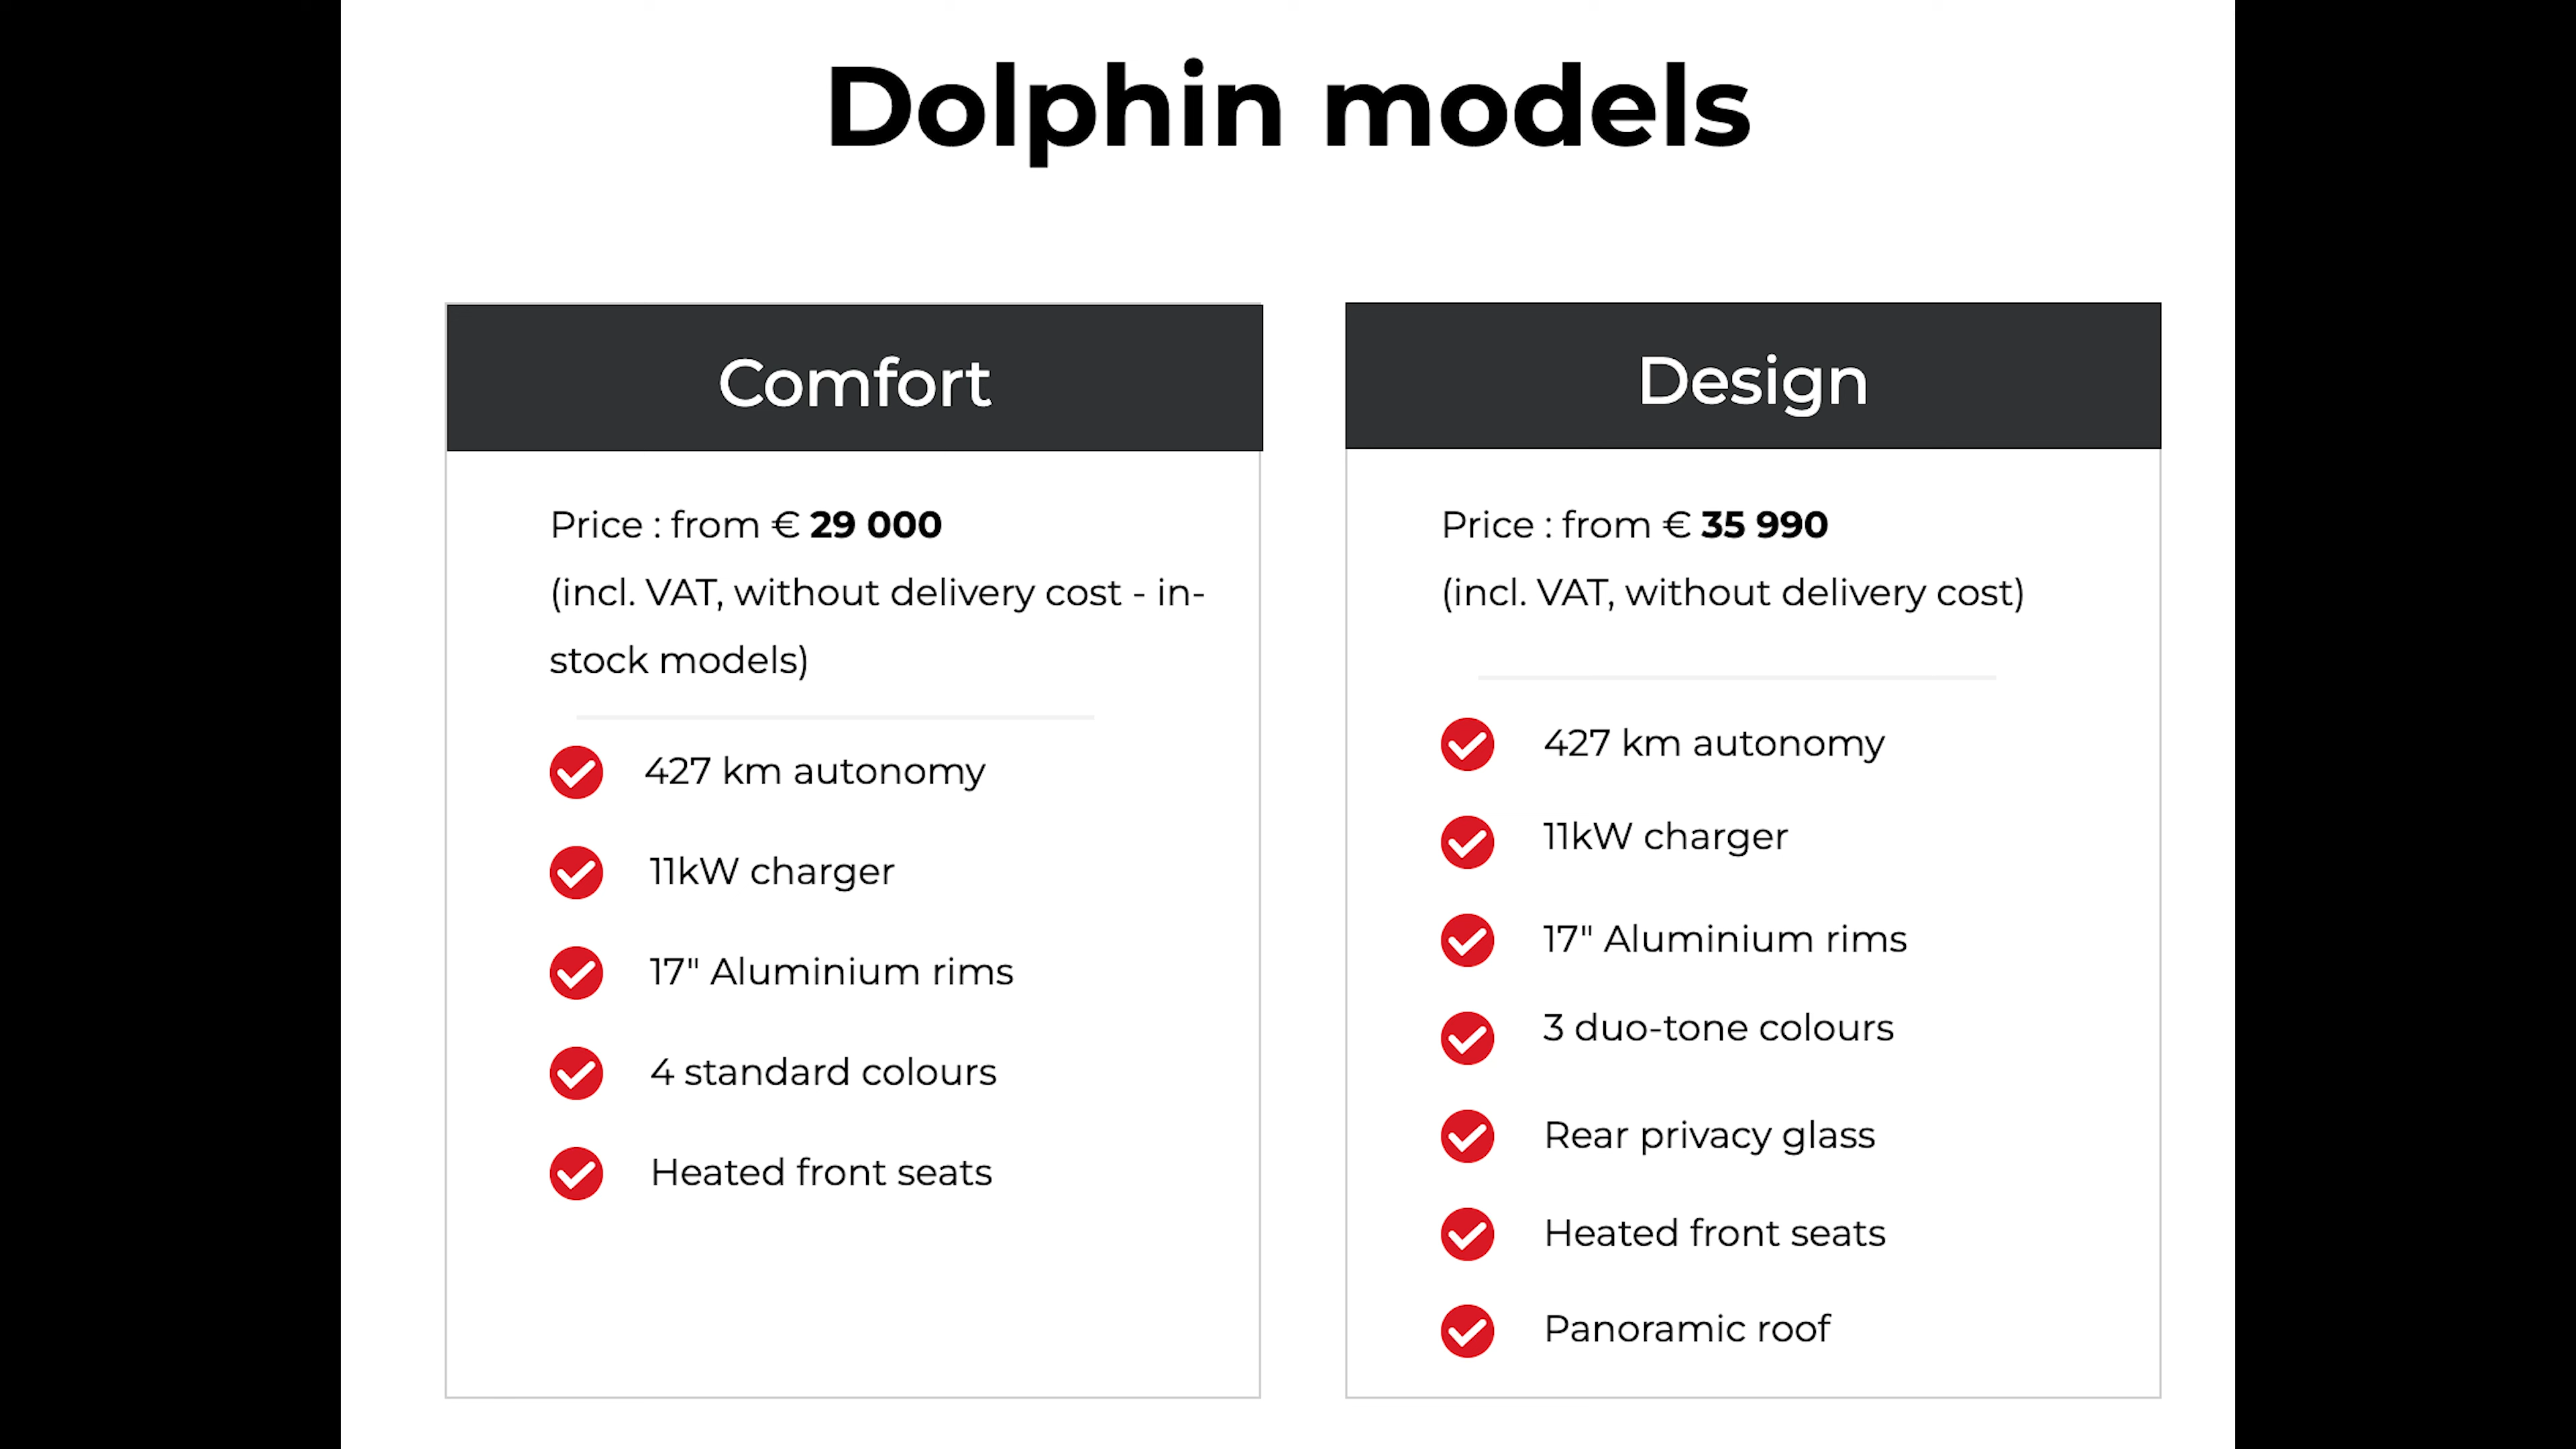 Dolphin models
Comfort
Price : from € 29 000
(incl. VAT, without delivery cost - in-
stock models)
427 km autonomy
11kW charger
17" Aluminium rims
4 standard colours
Heated front seats
Design
Price : from € 35 990
(incl. VAT, without delivery cost)
427 km autonomy
11kW charger
17" Aluminium rims
3 duo-tone colours
Rear privacy glass
Heated front seats
Panoramic roof